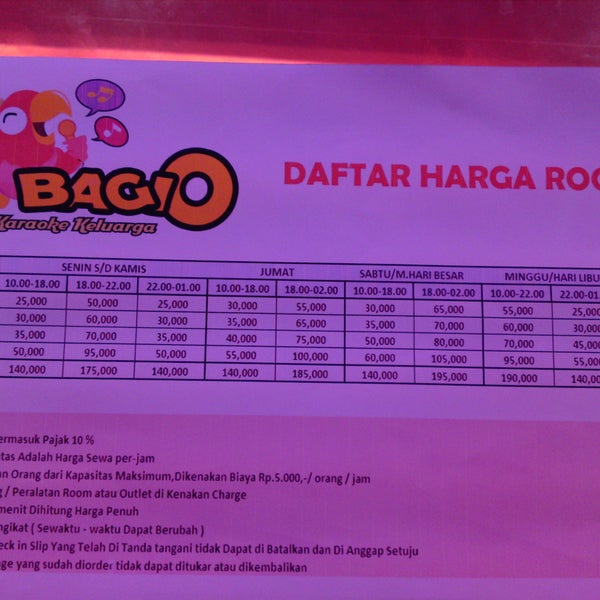 BAGIO
Karaoke Keluarga
DAFTAR HARGA ROO
SENIN S/D KAMIS JUMAT SABTU/M.HARI BESAR MINGGU/HARI LIBU
10.00-18.00 18.00-22.00 22.00-01.00 10.00-18.00 18.00-02.00 10.00-18.00 18.00-02.00 10.00-22.00 22.00-01.0
25,000 50,000 25,000 30,000 55,000 30,000 65,000 55,000 25,00
30,000 60,000 30,000 35,000 65,000 35,000 70,000 60,000 30,00
35,000 70,000 35,000 40,000 75,000 50,000 80,000 70,000 45,00
50,000 95,000 50,000 55,000 100,000 60,000 105,000 95,000 55,00
140,000 175,000 140,000 140,000 185,000 140,000 195,000 190,000 140,0
ermasuk Pajak 10 %
tas Adalah Harga Sewa per-jam
an Orang dari Kapasitas Maksimum,Dikenakan Biaya Rp.5.000,-/ orang / jam
g / Peralatan Room atau Outlet di Kenakan Charge
menit Dihitung Harga Penuh
ngikat ( Sewaktu - waktu Dapat Berubah )
eck in Slip Yang Telah Di Tanda tangani tidak Dapat di Batalkan dan Di Anggap Setuju
ge yang sudah diorder tidak dapat ditukar atau dikembalikan